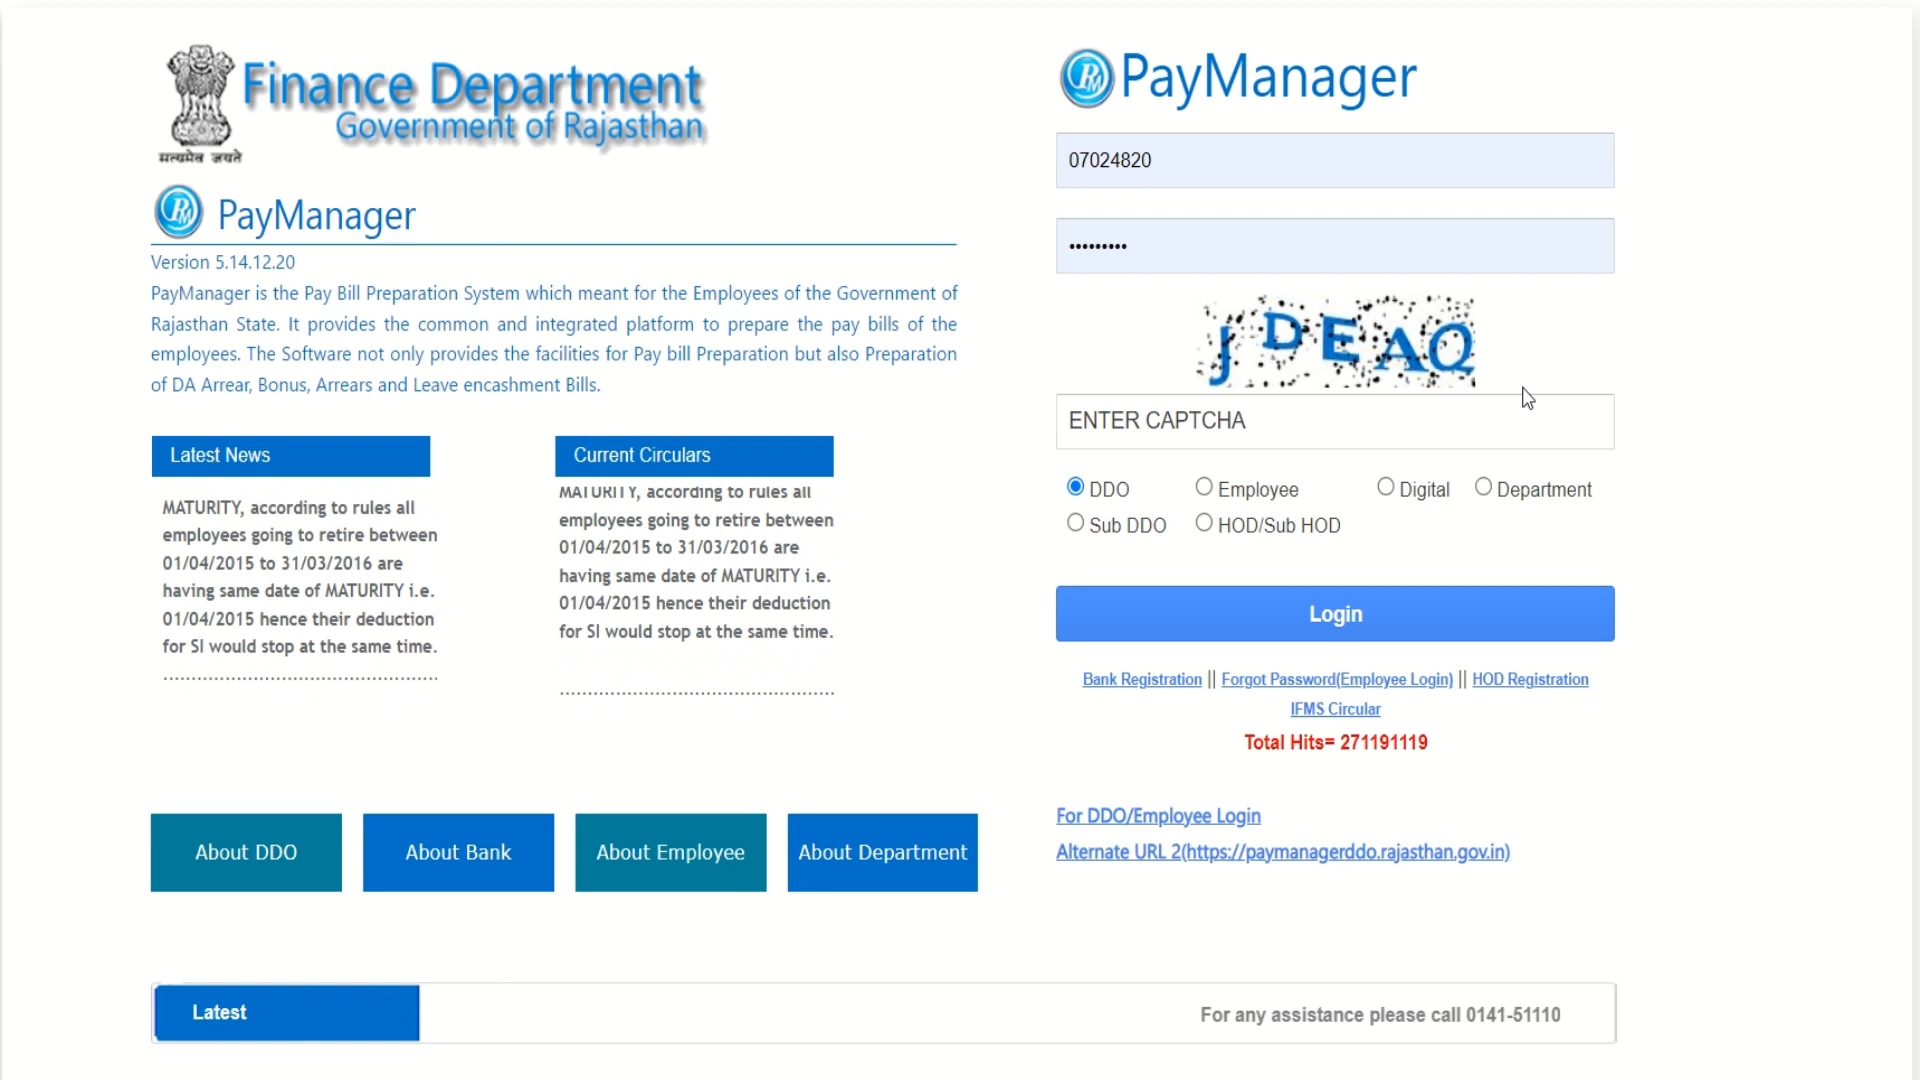 Finance Department
Government of Rajasthan
सत्यमेव जयते
PayManager
Version 5.14.12.20
PayManager is the Pay Bill Preparation System which meant for the Employees of the Government of
Rajasthan State. It provides the common and integrated platform to prepare the pay bills of the
employees. The Software not only provides the facilities for Pay bill Preparation but also Preparation
of DA Arrear, Bonus, Arrears and Leave encashment Bills.
Latest News
MATURITY, according to rules all
employees going to retire between
01/04/2015 to 31/03/2016 are
having same date of MATURITY i.e.
01/04/2015 hence their deduction
for SI would stop at the same time.
Current Circulars
MATURITY, according to rules all
employees going to retire between
01/04/2015 to 31/03/2016 are
having same date of MATURITY i.e.
01/04/2015 hence their deduction
for SI would stop at the same time.
About DDO
About Bank
About Employee
About Department
PayManager
07024820
•••••••••
JDEAQ
ENTER CAPTCHA
DDO Employee Digital Department
Sub DDO HOD/Sub HOD
Login
Bank Registration || Forgot Password(Employee Login) || HOD Registration
IFMS Circular
Total Hits= 271191119
For DDO/Employee Login
Alternate URL 2(https://paymanagerddo.rajasthan.gov.in)
Latest
For any assistance please call 0141-51110